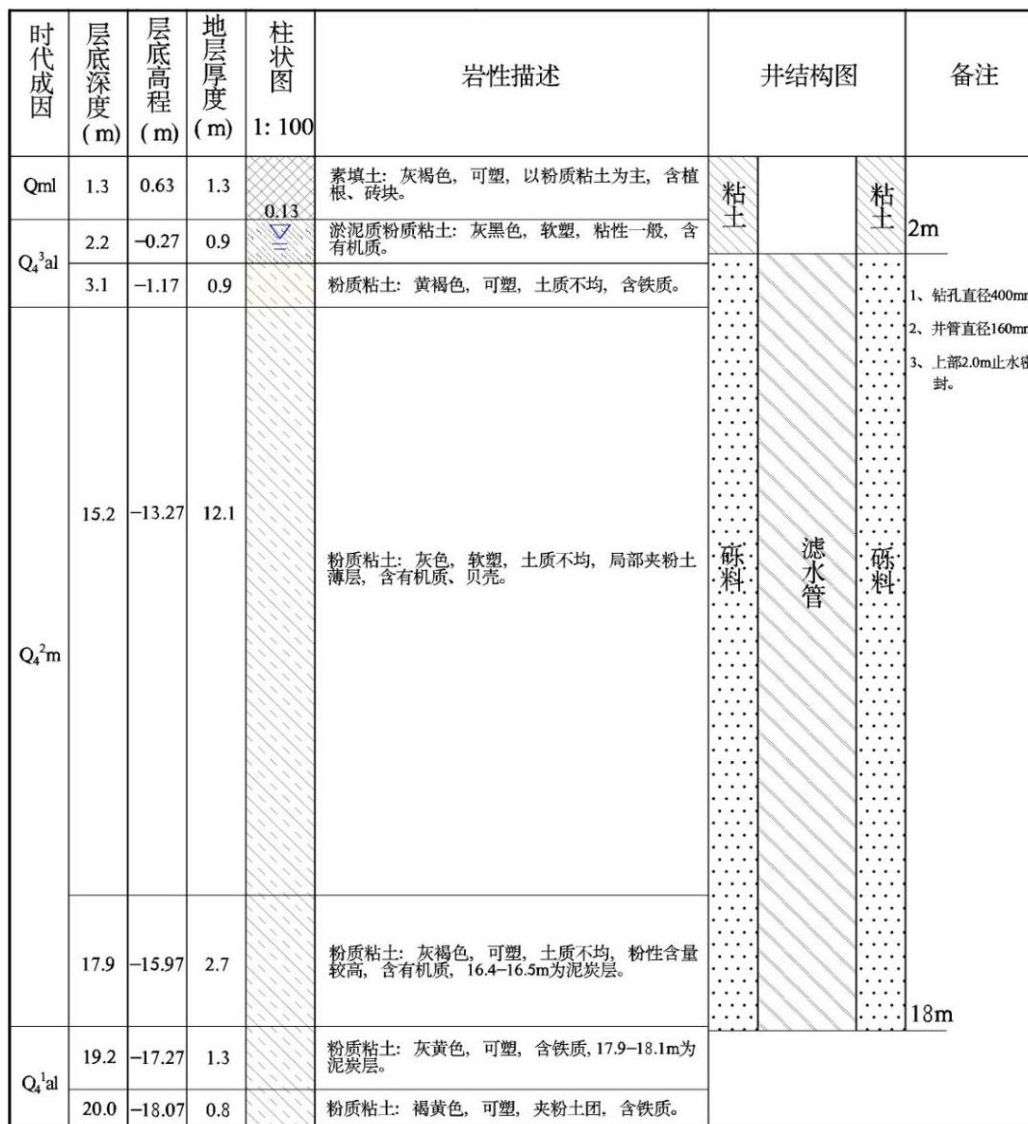 时代成因 层底深度(m) 层底高程(m) 地层厚度(m) 柱状图 1: 100 岩性描述 井结构图 备注
Qml 1.3 0.63 1.3 素填土: 灰褐色, 可塑, 以粉质粘土为主, 含植
根、砖块。
0.13
粘土 粘土
2m
Q₄³al
2.2 −0.27 0.9 淤泥质粉质粘土: 灰黑色, 软塑, 粘性一般, 含
有机质。
3.1 −1.17 0.9 粉质粘土: 黄褐色, 可塑, 土质不均, 含铁质。
1、钻孔直径400mm
2、井管直径160mm
3、上部2.0m止水密
封。
Q₄²m
15.2 −13.27 12.1 粉质粘土: 灰色, 软塑, 土质不均, 局部夹粉土
薄层, 含有机质、贝壳。
砾料 滤水管 砾料
17.9 −15.97 2.7 粉质粘土: 灰褐色, 可塑, 土质不均, 粉性含量
较高, 含有机质, 16.4−16.5m为泥炭层。
18m
Q₄¹al
19.2 −17.27 1.3 粉质粘土: 灰黄色, 可塑, 含铁质, 17.9−18.1m为
泥炭层。
20.0 −18.07 0.8 粉质粘土: 褐黄色, 可塑, 夹粉土团, 含铁质。